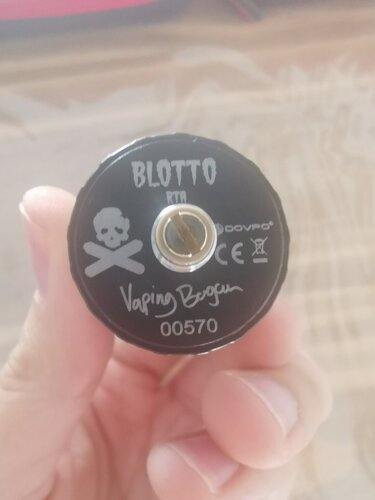 BLOTTO
RTA
DOVPO®
CE
Vaping Bogan
00570